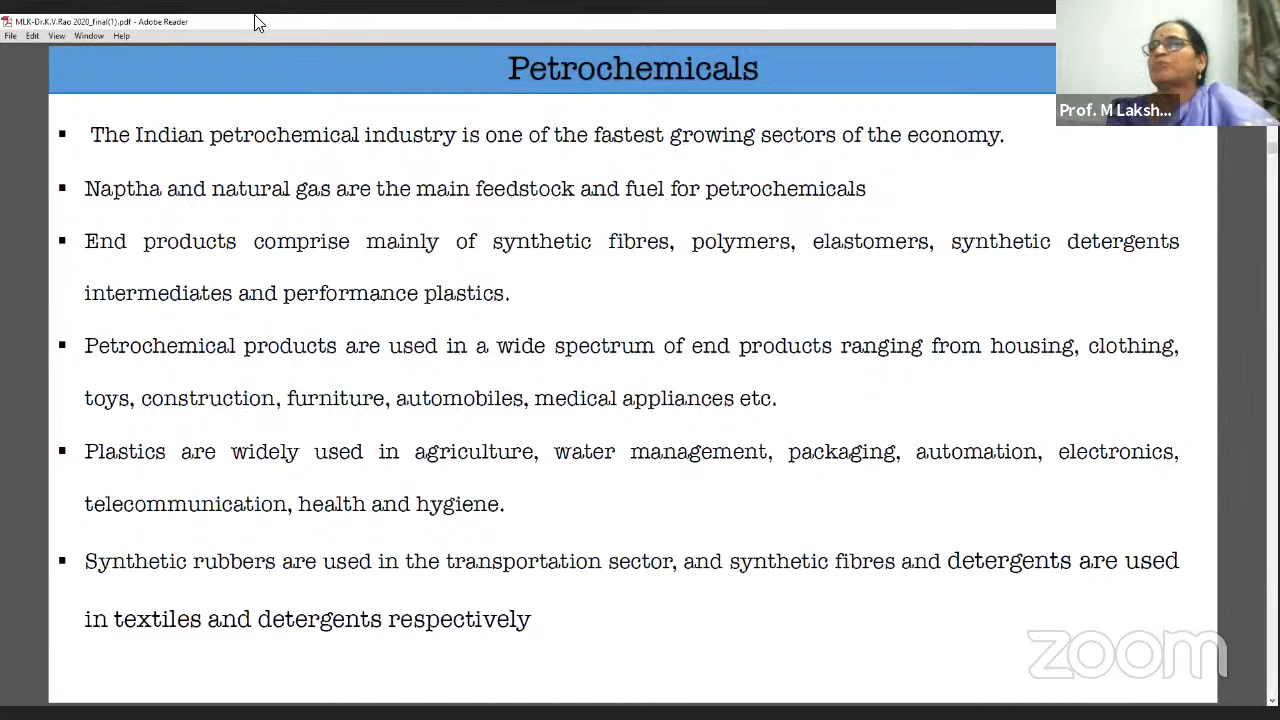 MLK-Dr.K.V.Rao 2020_final(1).pdf - Adobe Reader
File Edit View Window Help
Petrochemicals
Prof. M Laksh...
▪ The Indian petrochemical industry is one of the fastest growing sectors of the economy.
▪ Naptha and natural gas are the main feedstock and fuel for petrochemicals
▪ End products comprise mainly of synthetic fibres, polymers, elastomers, synthetic detergents
intermediates and performance plastics.
▪ Petrochemical products are used in a wide spectrum of end products ranging from housing, clothing,
toys, construction, furniture, automobiles, medical appliances etc.
▪ Plastics are widely used in agriculture, water management, packaging, automation, electronics,
telecommunication, health and hygiene.
▪ Synthetic rubbers are used in the transportation sector, and synthetic fibres and detergents are used
in textiles and detergents respectively
zoom